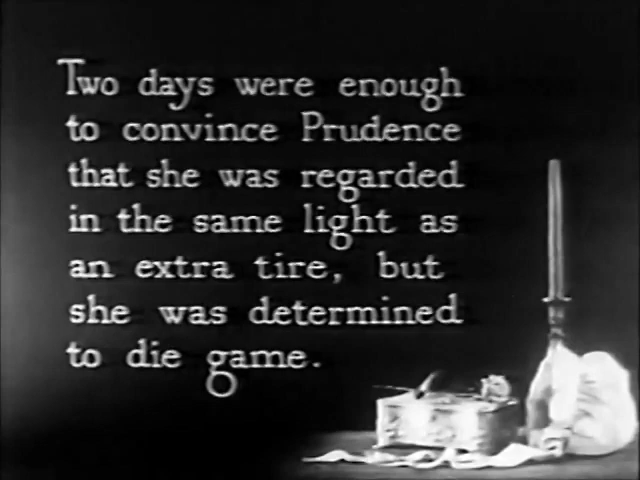 Two days were enough
to convince Prudence
that she was regarded
in the same light as
an extra tire, but
she was determined
to die game.